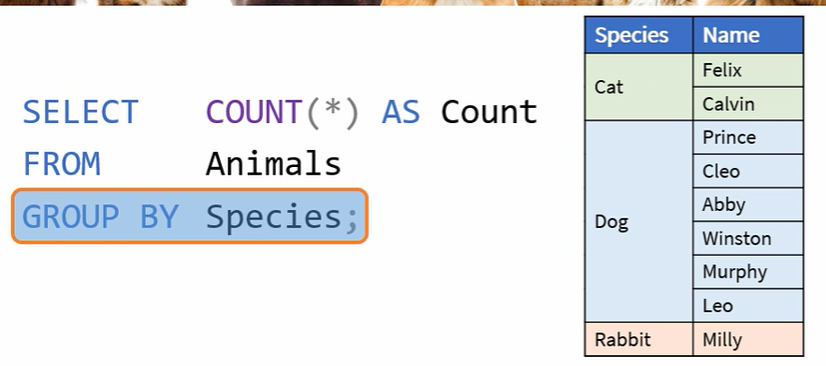 SELECT COUNT(*) AS Count
FROM Animals
GROUP BY Species;
Species Name
Cat Felix
Calvin
Dog Prince
Cleo
Abby
Winston
Murphy
Leo
Rabbit Milly